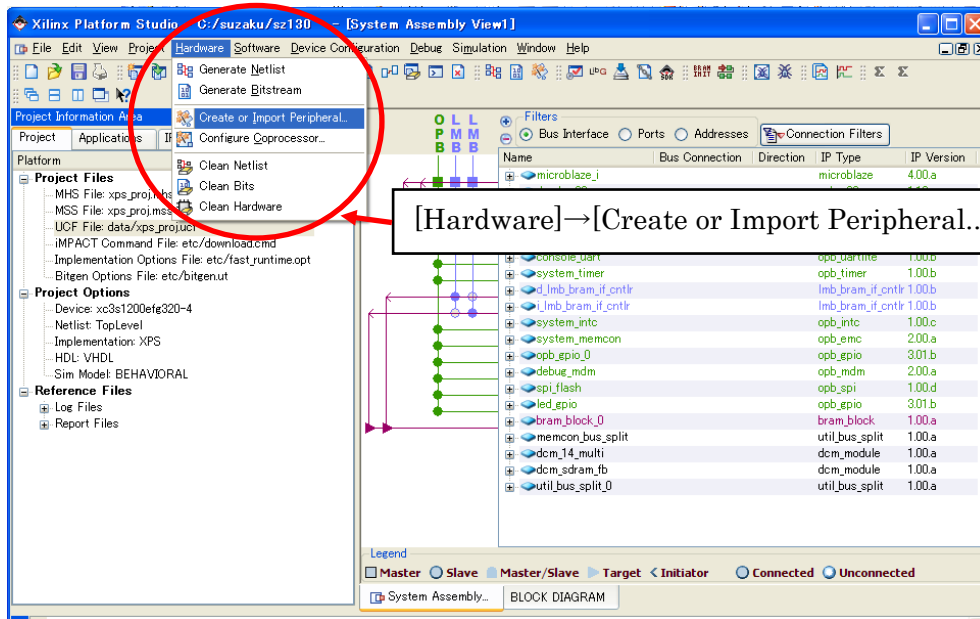 Xilinx Platform Studio - C:/suzaku/sz130 - [System Assembly View1]
File Edit View Project Hardware Software Device Configuration Debug Simulation Window Help
Generate Netlist
Generate Bitstream
Create or Import Peripheral...
Configure Coprocessor...
Clean Netlist
Clean Bits
Clean Hardware
Project Information Area
Project Applications
Platform
Project Files
MHS File: xps_proj.mhs
MSS File: xps_proj.mss
UCF File: data/xps_proj.ucf
iMPACT Command File: etc/download.cmd
Implementation Options File: etc/fast_runtime.opt
Bitgen Options File: etc/bitgen.ut
Project Options
Device: xc3s1200efg320-4
Netlist: TopLevel
Implementation: XPS
HDL: VHDL
Sim Model: BEHAVIORAL
Reference Files
Log Files
Report Files
O L L
P M M
B B B
Filters
Bus Interface Ports Addresses Connection Filters
Name Bus Connection Direction IP Type IP Version
microblaze_i microblaze 4.00.a
[Hardware]→[Create or Import Peripheral..
console_uart opb_uartlite 1.00.b
system_timer opb_timer 1.00.b
d_lmb_bram_if_cntlr lmb_bram_if_cntlr 1.00.b
i_lmb_bram_if_cntlr lmb_bram_if_cntlr 1.00.b
system_intc opb_intc 1.00.c
system_memcon opb_emc 2.00.a
opb_gpio_0 opb_gpio 3.01.b
debug_mdm opb_mdm 2.00.a
spi_flash opb_spi 1.00.d
led_gpio opb_gpio 3.01.b
bram_block_0 bram_block 1.00.a
memcon_bus_split util_bus_split 1.00.a
dcm_14_multi dcm_module 1.00.a
dcm_sdram_fb dcm_module 1.00.a
util_bus_split_0 util_bus_split 1.00.a
Legend
Master Slave Master/Slave Target Initiator Connected Unconnected
System Assembly... BLOCK DIAGRAM